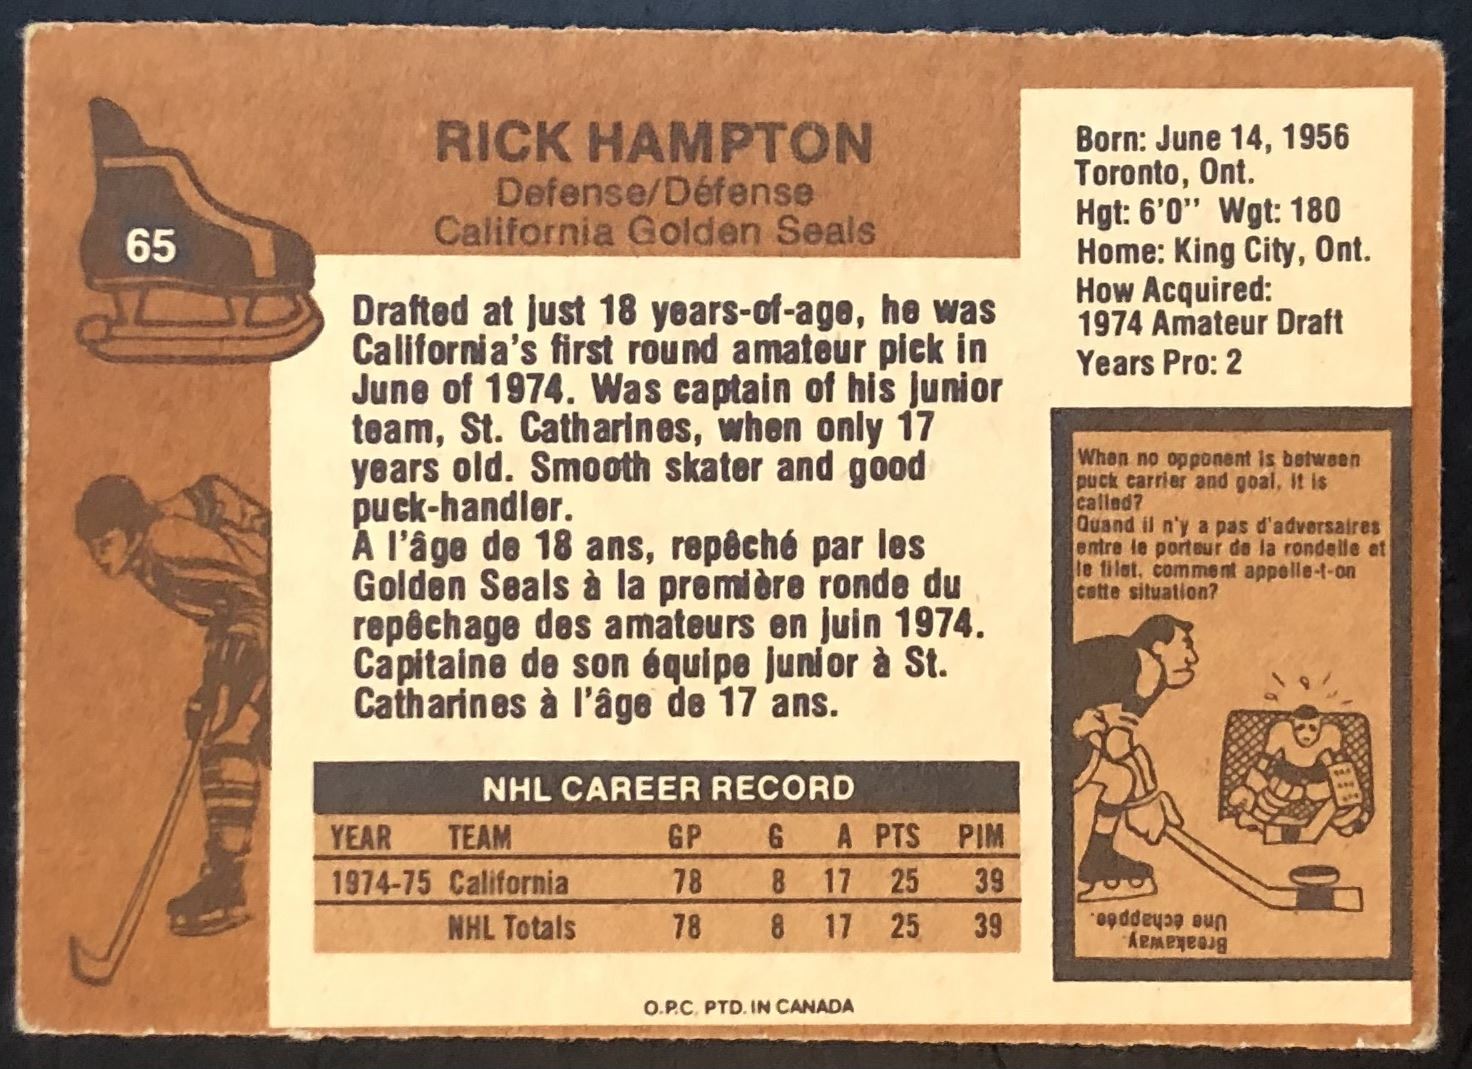 65
RICK HAMPTON
Defense/Défense
California Golden Seals
Born: June 14, 1956
Toronto, Ont.
Hgt: 6'0" Wgt: 180
Home: King City, Ont.
How Acquired:
1974 Amateur Draft
Years Pro: 2
Drafted at just 18 years-of-age, he was
California's first round amateur pick in
June of 1974. Was captain of his junior
team, St. Catharines, when only 17
years old. Smooth skater and good
puck-handler.
A l'âge de 18 ans, repêché par les
Golden Seals à la première ronde du
repêchage des amateurs en juin 1974.
Capitaine de son équipe junior à St.
Catharines à l'âge de 17 ans.
When no opponent is between
puck carrier and goal, it is
called?
Quand il n'y a pas d'adversaires
entre le porteur de la rondelle et
le filet, comment appelle-t-on
cette situation?
Breakaway.
Une échappée.
NHL CAREER RECORD
YEAR TEAM GP G A PTS PIM
1974-75 California 78 8 17 25 39
NHL Totals 78 8 17 25 39
O.P.C. PTD. IN CANADA